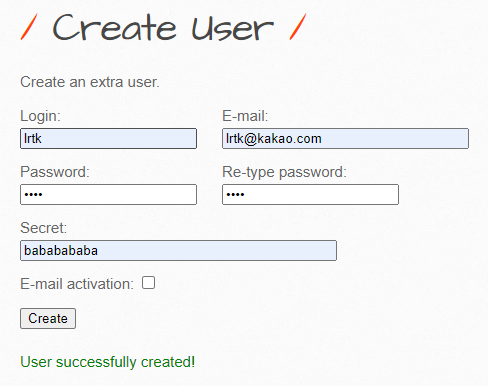 / Create User /
Create an extra user.
Login: E-mail:
lrtk lrtk@kakao.com
Password: Re-type password:
•••• ••••
Secret:
bababababa
E-mail activation:
Create
User successfully created!